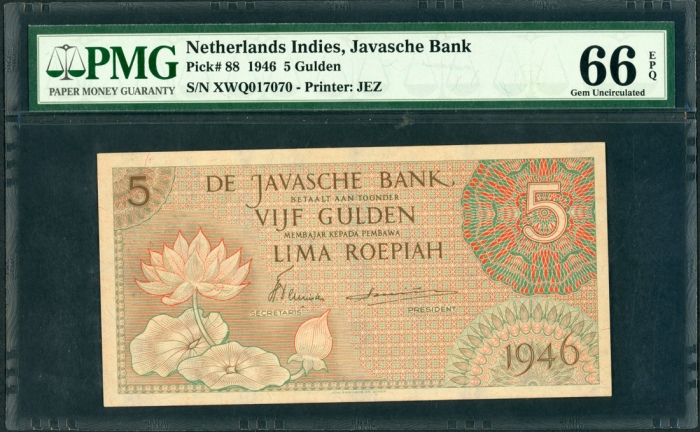 PMG
PAPER MONEY GUARANTY
Netherlands Indies, Javasche Bank
Pick# 88 1946 5 Gulden
S/N XWQ017070 - Printer: JEZ
66 EPQ
Gem Uncirculated
5
DE JAVASCHE BANK.
BETAALT AAN TOONDER
VIJF GULDEN
MEMBAJAR KEPADA PEMBAWA
LIMA ROEPIAH
5
SECRETARIS
PRESIDENT
1946